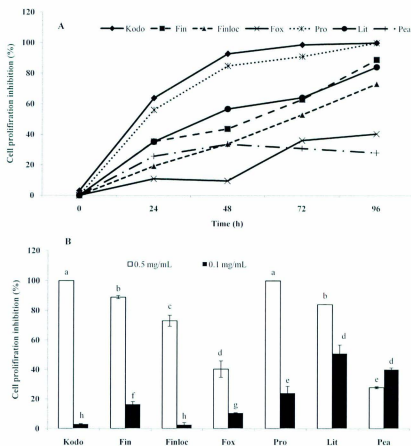 A
Kodo Fin Finloc Fox Pro Lit Pea
Cell proliferation inhibition (%)
120
100
80
60
40
20
0
0 24 48 72 96
Time (h)
B
0.5 mg/mL 0.1 mg/mL
Cell proliferation inhibition (%)
120
100
80
60
40
20
0
a h b f c h d g a e b d e d
Kodo Fin Finloc Fox Pro Lit Pea